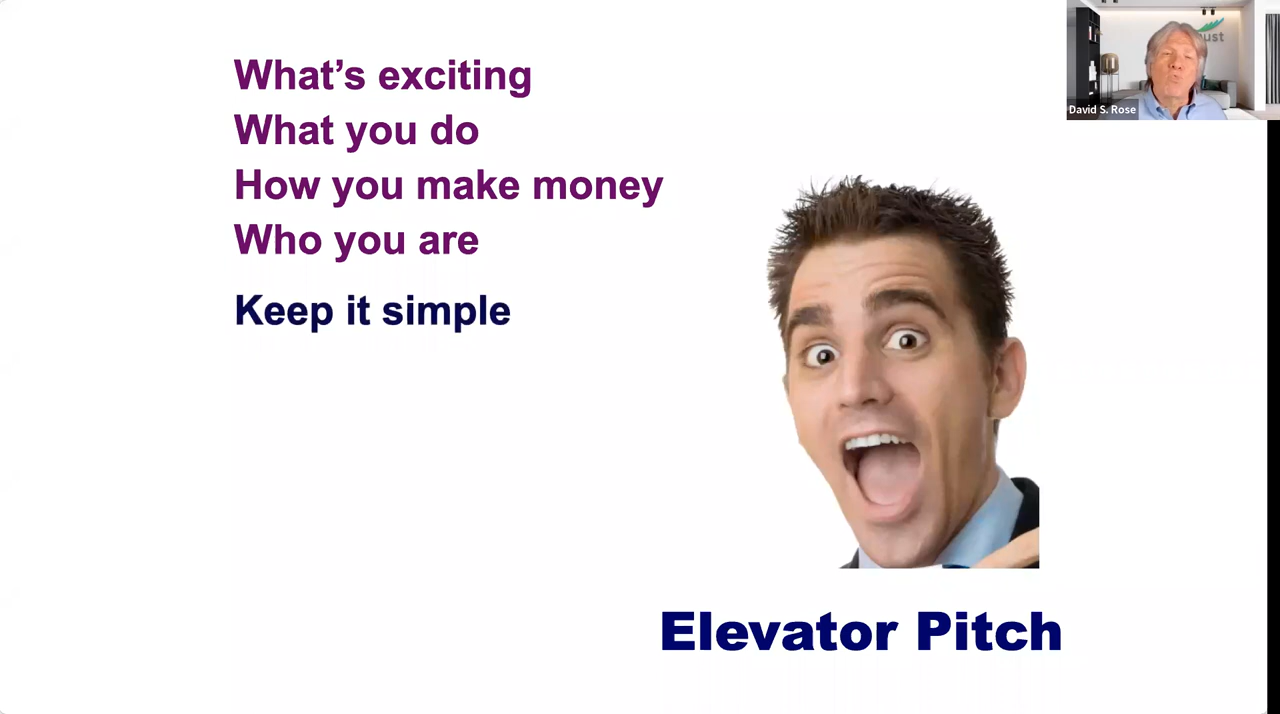 What's exciting
What you do
How you make money
Who you are
Keep it simple
Elevator Pitch
David S. Rose